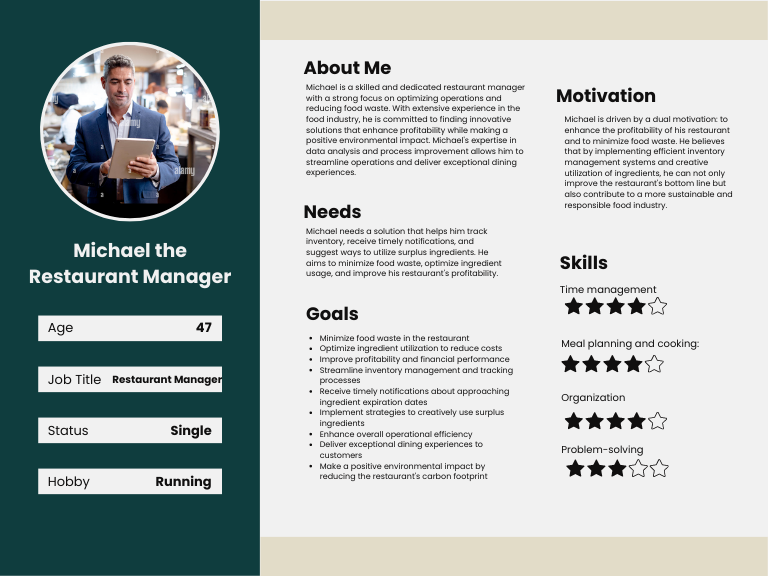 alamy
alamy
a
a
a
Michael the
Restaurant Manager
Age 47
Job Title Restaurant Manager
Status Single
Hobby Running
About Me
Michael is a skilled and dedicated restaurant manager
with a strong focus on optimizing operations and
reducing food waste. With extensive experience in the
food industry, he is committed to finding innovative
solutions that enhance profitability while making a
positive environmental impact. Michael's expertise in
data analysis and process improvement allows him to
streamline operations and deliver exceptional dining
experiences.
Needs
Michael needs a solution that helps him track
inventory, receive timely notifications, and
suggest ways to utilize surplus ingredients. He
aims to minimize food waste, optimize ingredient
usage, and improve his restaurant's profitability.
Goals
• Minimize food waste in the restaurant
• Optimize ingredient utilization to reduce costs
• Improve profitability and financial performance
• Streamline inventory management and tracking
processes
• Receive timely notifications about approaching
ingredient expiration dates
• Implement strategies to creatively use surplus
ingredients
• Enhance overall operational efficiency
• Deliver exceptional dining experiences to
customers
• Make a positive environmental impact by
reducing the restaurant's carbon footprint
Motivation
Michael is driven by a dual motivation: to
enhance the profitability of his restaurant
and to minimize food waste. He believes
that by implementing efficient inventory
management systems and creative
utilization of ingredients, he can not only
improve the restaurant's bottom line but
also contribute to a more sustainable and
responsible food industry.
Skills
Time management
Meal planning and cooking:
Organization
Problem-solving